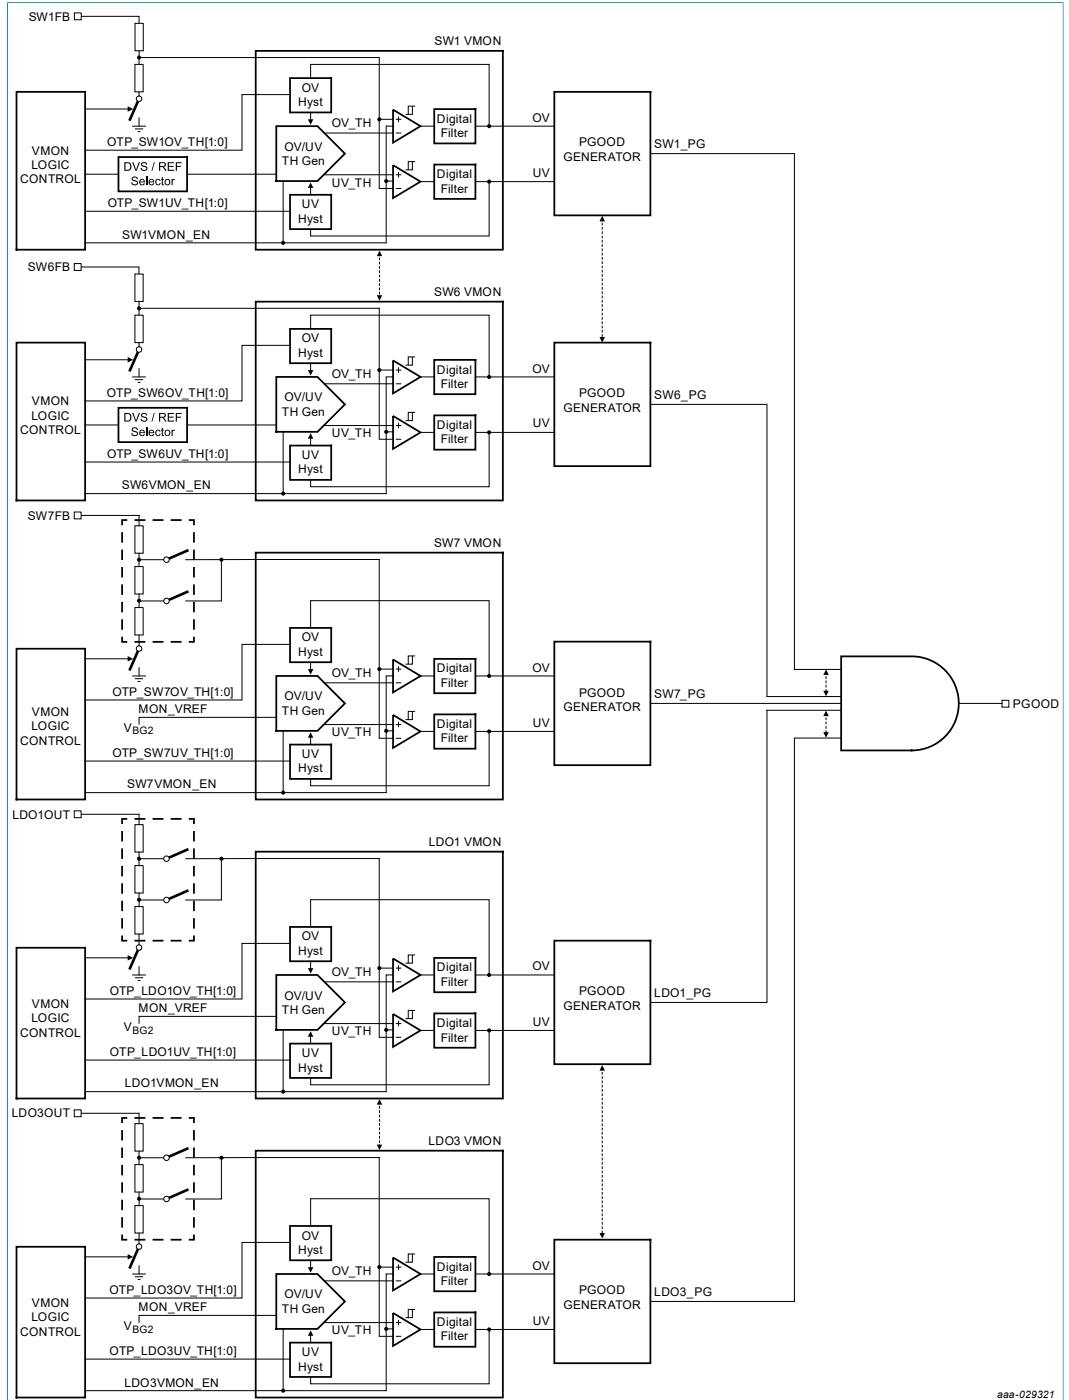 SW1FB
SW1 VMON
VMON
LOGIC
CONTROL
OTP_SW1OV_TH[1:0]
DVS / REF
Selector
OTP_SW1UV_TH[1:0]
SW1VMON_EN
OV
Hyst
OV/UV
TH Gen
UV
Hyst
OV_TH
UV_TH
Digital
Filter
Digital
Filter
OV
UV
PGOOD
GENERATOR
SW1_PG
SW6FB
SW6 VMON
VMON
LOGIC
CONTROL
OTP_SW6OV_TH[1:0]
DVS / REF
Selector
OTP_SW6UV_TH[1:0]
SW6VMON_EN
OV
Hyst
OV/UV
TH Gen
UV
Hyst
OV_TH
UV_TH
Digital
Filter
Digital
Filter
OV
UV
PGOOD
GENERATOR
SW6_PG
SW7FB
SW7 VMON
VMON
LOGIC
CONTROL
OTP_SW7OV_TH[1:0]
MON_VREF
VBG2
OTP_SW7UV_TH[1:0]
SW7VMON_EN
OV
Hyst
OV/UV
TH Gen
UV
Hyst
OV_TH
UV_TH
Digital
Filter
Digital
Filter
OV
UV
PGOOD
GENERATOR
SW7_PG
PGOOD
LDO1OUT
LDO1 VMON
VMON
LOGIC
CONTROL
OTP_LDO1OV_TH[1:0]
MON_VREF
VBG2
OTP_LDO1UV_TH[1:0]
LDO1VMON_EN
OV
Hyst
OV/UV
TH Gen
UV
Hyst
OV_TH
UV_TH
Digital
Filter
Digital
Filter
OV
UV
PGOOD
GENERATOR
LDO1_PG
LDO3OUT
LDO3 VMON
VMON
LOGIC
CONTROL
OTP_LDO3OV_TH[1:0]
MON_VREF
VBG2
OTP_LDO3UV_TH[1:0]
LDO3VMON_EN
OV
Hyst
OV/UV
TH Gen
UV
Hyst
OV_TH
UV_TH
Digital
Filter
Digital
Filter
OV
UV
PGOOD
GENERATOR
LDO3_PG
aaa-029321